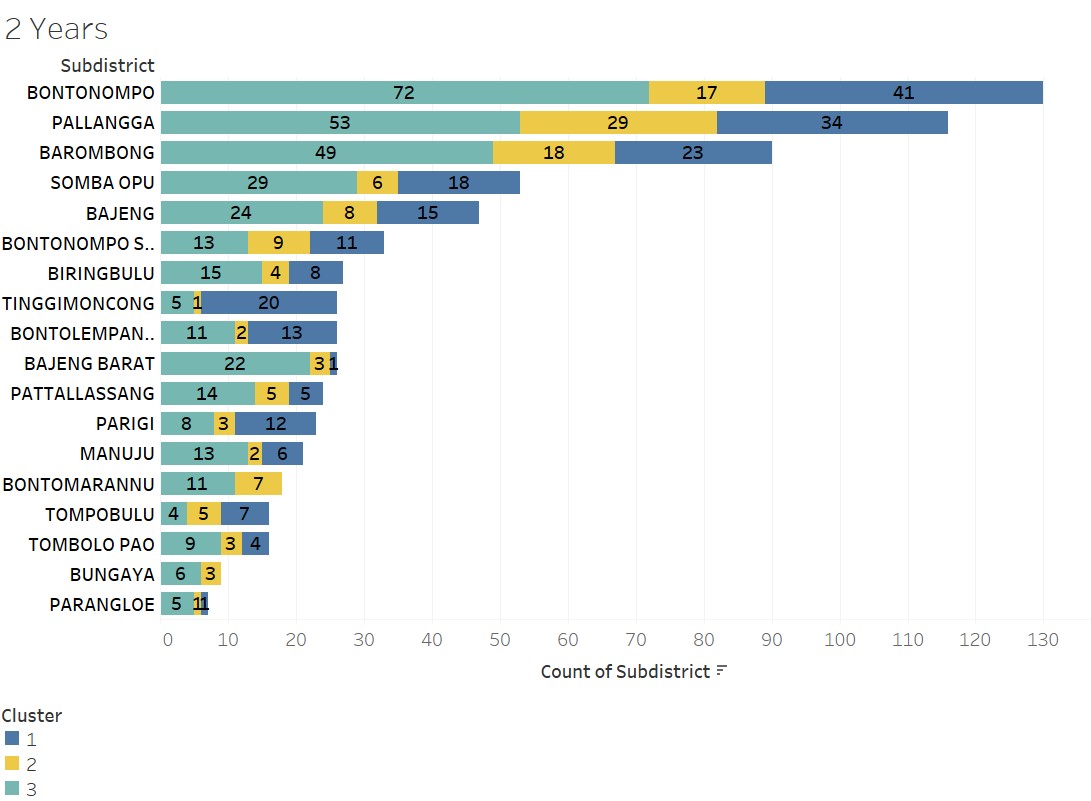 2 Years
Subdistrict
BONTONOMPO 72 17 41
PALLANGGA 53 29 34
BAROMBONG 49 18 23
SOMBA OPU 29 6 18
BAJENG 24 8 15
BONTONOMPO S.. 13 9 11
BIRINGBULU 15 4 8
TINGGIMONCONG 5 1 20
BONTOLEMPAN.. 11 2 13
BAJENG BARAT 22 3 1
PATTALLASSANG 14 5 5
PARIGI 8 3 12
MANUJU 13 2 6
BONTOMARANNU 11 7
TOMPOBULU 4 5 7
TOMBOLO PAO 9 3 4
BUNGAYA 6 3
PARANGLOE 5 1 1
0 10 20 30 40 50 60 70 80 90 100 110 120 130
Count of Subdistrict
Cluster
1
2
3